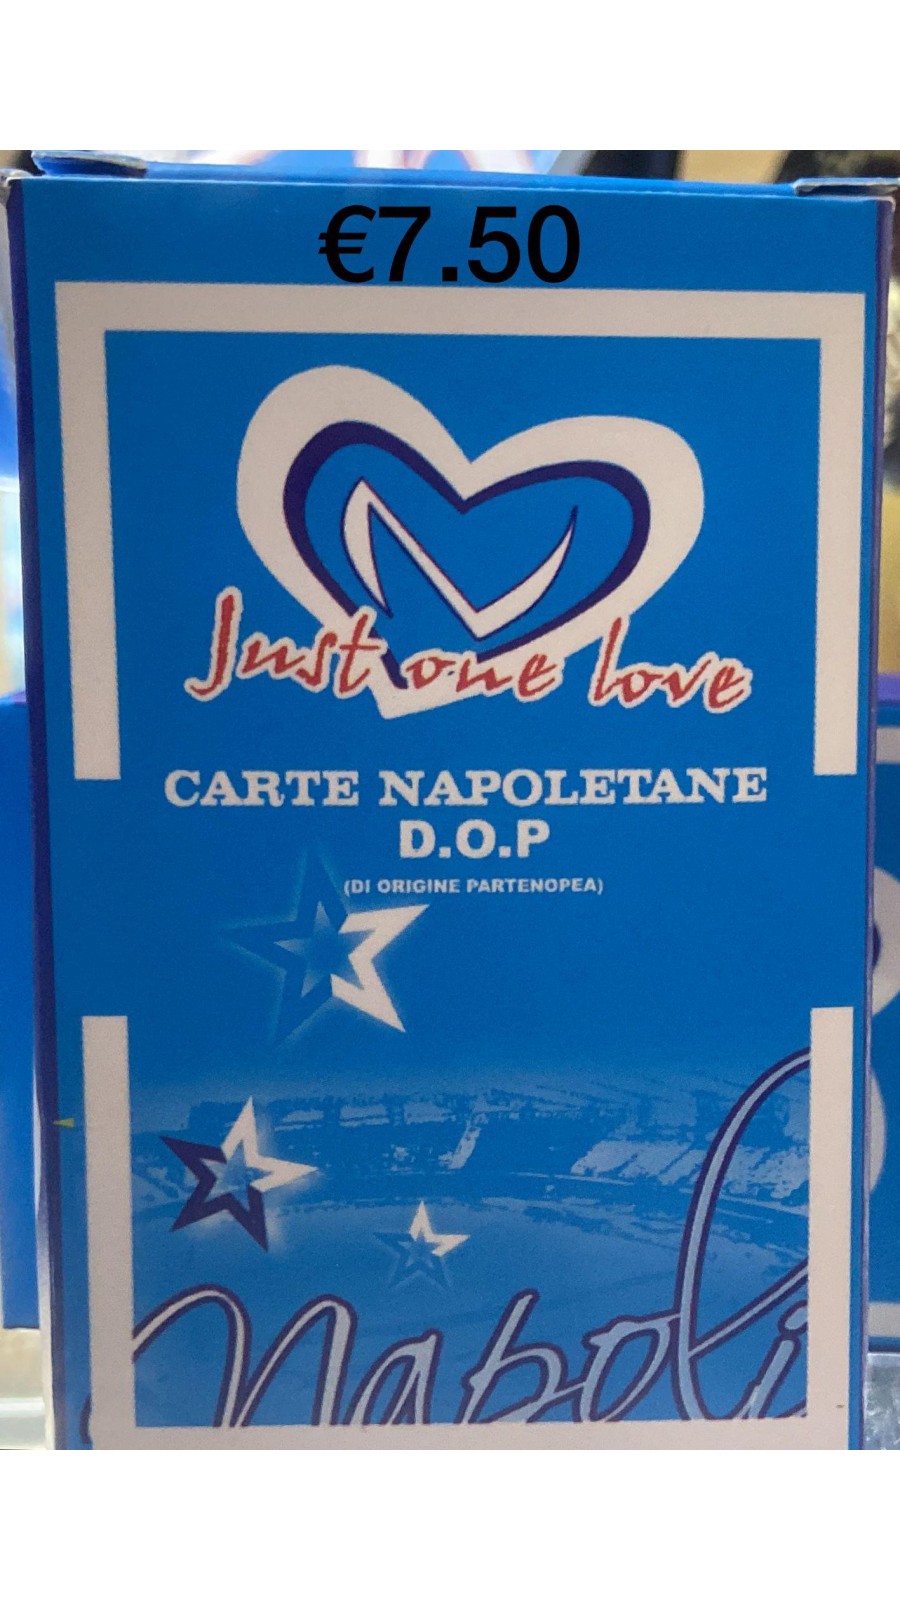 €7.50
Just one love
CARTE NAPOLETANE
D.O.P
(DI ORIGINE PARTENOPEA)
Napoli